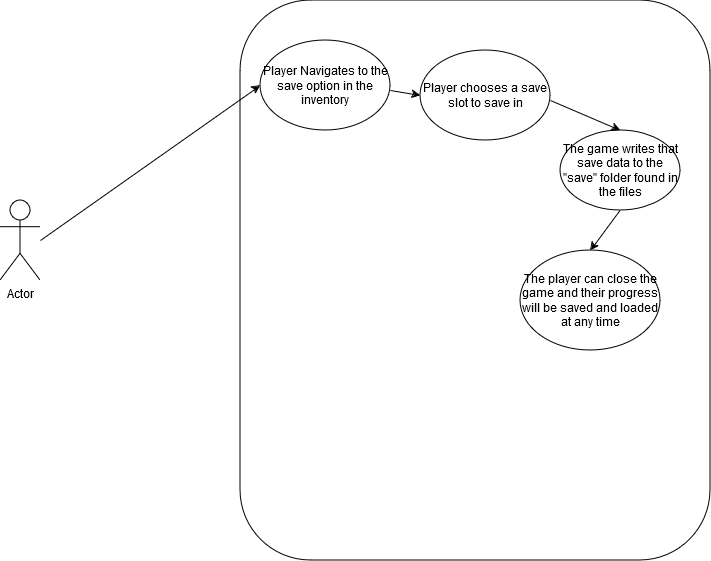 Player Navigates to the
save option in the
inventory
Player chooses a save
slot to save in
The game writes that
save data to the
"save" folder found in
the files
The player can close the
game and their progress
will be saved and loaded
at any time
Actor